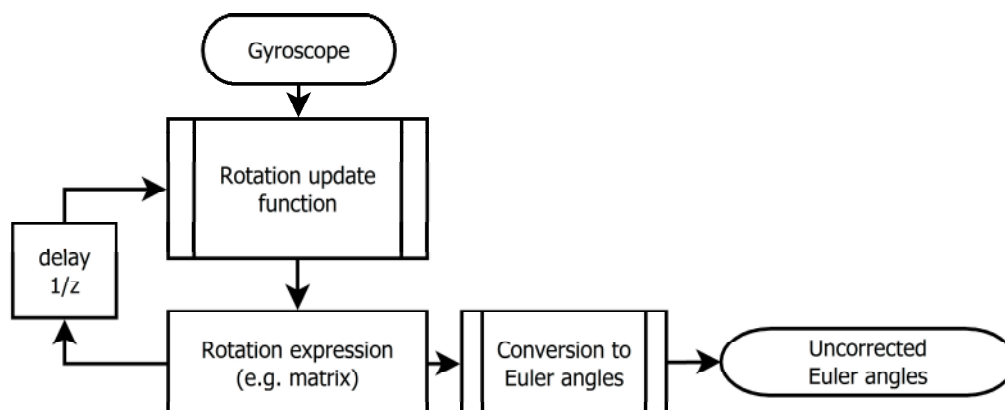 Gyroscope
Rotation update
function
delay
1/z
Rotation expression
(e.g. matrix)
Conversion to
Euler angles
Uncorrected
Euler angles